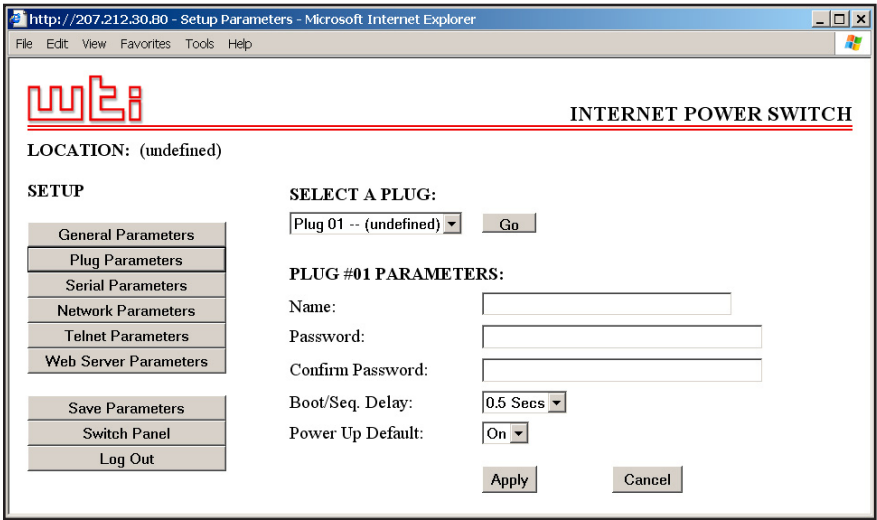 http://207.212.30.80 - Setup Parameters - Microsoft Internet Explorer
File Edit View Favorites Tools Help
wti
INTERNET POWER SWITCH
LOCATION: (undefined)
SETUP
General Parameters
Plug Parameters
Serial Parameters
Network Parameters
Telnet Parameters
Web Server Parameters
Save Parameters
Switch Panel
Log Out
SELECT A PLUG:
Plug 01 -- (undefined) Go
PLUG #01 PARAMETERS:
Name:
Password:
Confirm Password:
Boot/Seq. Delay: 0.5 Secs
Power Up Default: On
Apply Cancel